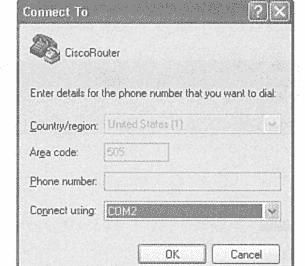 Connect To
CiscoRouter
Enter details for the phone number that you want to dial:
Country/region: United States (1)
Area code: 505
Phone number:
Connect using: COM2
OK Cancel